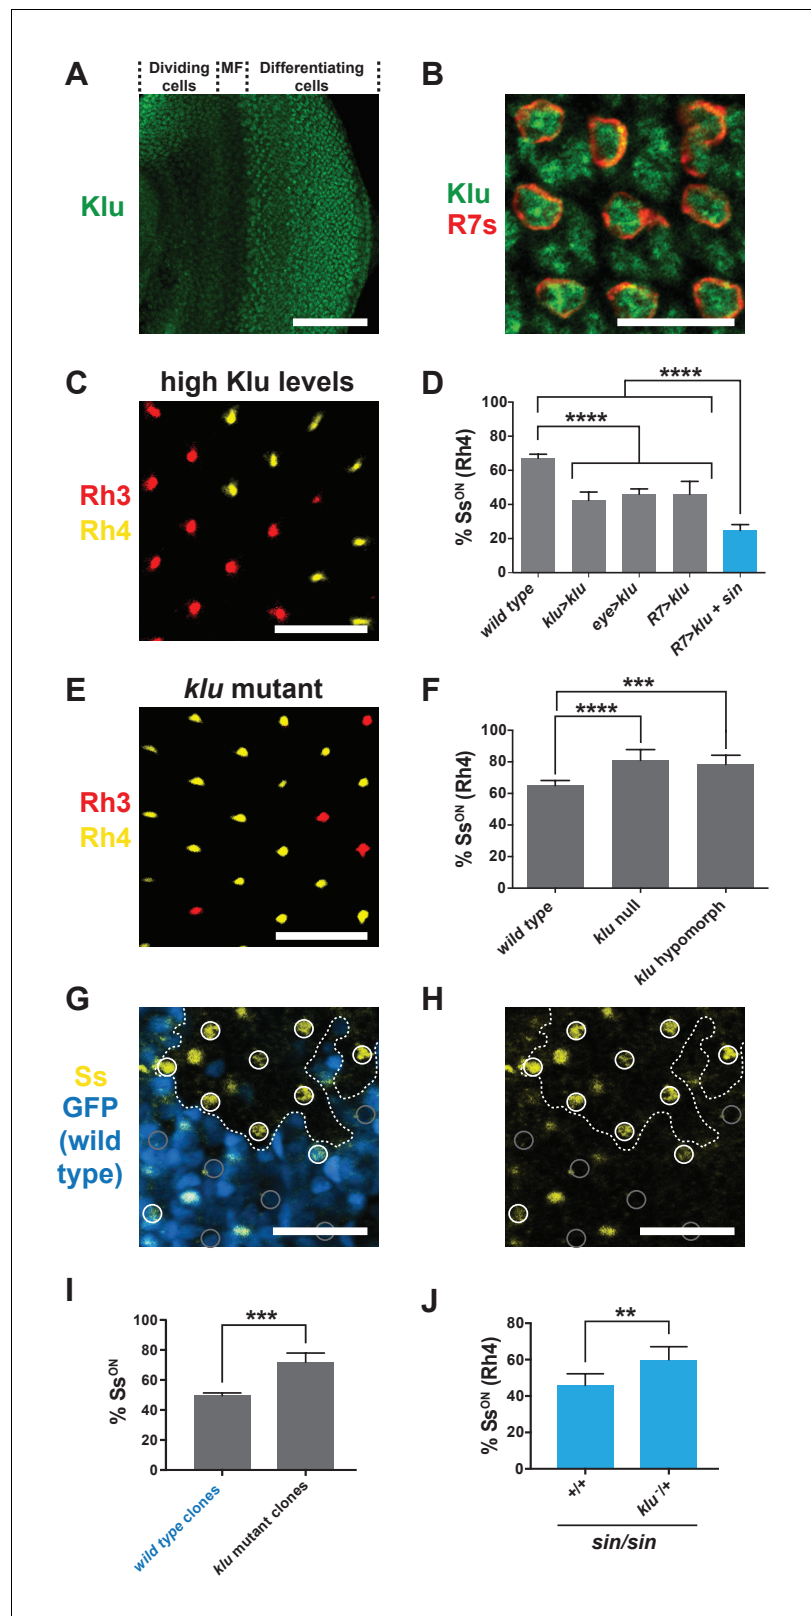 A
Dividing cells
MF
Differentiating cells
Klu
B
Klu
R7s
C
high Klu levels
Rh3
Rh4
D
% Ss^ON (Rh4)
100
80
60
40
20
0
****
****
wild type
klu>klu
eye>klu
R7>klu
R7>klu + sin
E
klu mutant
Rh3
Rh4
F
% Ss^ON (Rh4)
100
80
60
40
20
0
***
****
wild type
klu null
klu hypomorph
G
Ss
GFP
(wild
type)
H
I
% Ss^ON
100
80
60
40
20
0
***
wild type clones
klu mutant clones
J
% Ss^ON (Rh4)
80
60
40
20
0
**
+/+
klu^-/+
sin/sin